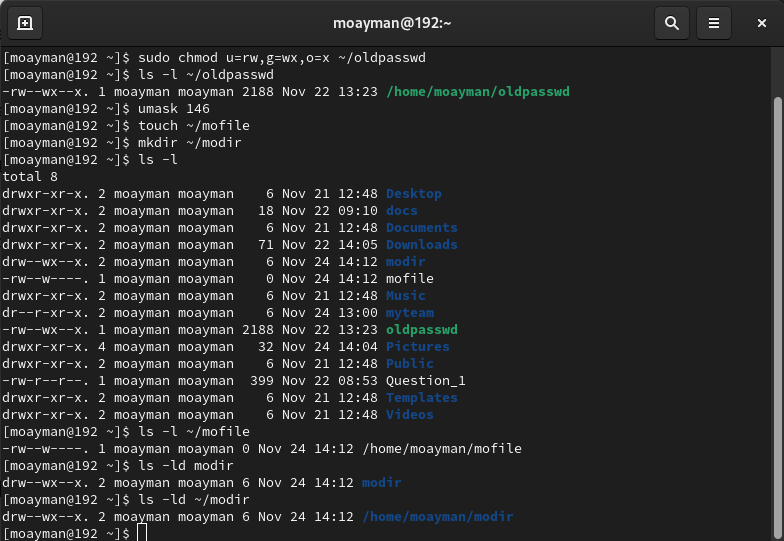 moayman@192:~
[moayman@192 ~]$ sudo chmod u=rw,g=wx,o=x ~/oldpasswd
[moayman@192 ~]$ ls -l ~/oldpasswd
-rw--wx--x. 1 moayman moayman 2188 Nov 22 13:23 /home/moayman/oldpasswd
[moayman@192 ~]$ umask 146
[moayman@192 ~]$ touch ~/mofile
[moayman@192 ~]$ mkdir ~/modir
[moayman@192 ~]$ ls -l
total 8
drwxr-xr-x. 2 moayman moayman    6 Nov 21 12:48 Desktop
drwxr-xr-x. 2 moayman moayman   18 Nov 22 09:10 docs
drwxr-xr-x. 2 moayman moayman    6 Nov 21 12:48 Documents
drwxr-xr-x. 2 moayman moayman   71 Nov 22 14:05 Downloads
drw--wx--x. 2 moayman moayman    6 Nov 24 14:12 modir
-rw--w----. 1 moayman moayman    0 Nov 24 14:12 mofile
drwxr-xr-x. 2 moayman moayman    6 Nov 21 12:48 Music
dr--r-xr-x. 2 moayman moayman    6 Nov 24 13:00 myteam
-rw--wx--x. 1 moayman moayman 2188 Nov 22 13:23 oldpasswd
drwxr-xr-x. 4 moayman moayman   32 Nov 24 14:04 Pictures
drwxr-xr-x. 2 moayman moayman    6 Nov 21 12:48 Public
-rw-r--r--. 1 moayman moayman  399 Nov 22 08:53 Question_1
drwxr-xr-x. 2 moayman moayman    6 Nov 21 12:48 Templates
drwxr-xr-x. 2 moayman moayman    6 Nov 21 12:48 Videos
[moayman@192 ~]$ ls -l ~/mofile
-rw--w----. 1 moayman moayman 0 Nov 24 14:12 /home/moayman/mofile
[moayman@192 ~]$ ls -ld modir
drw--wx--x. 2 moayman moayman 6 Nov 24 14:12 modir
[moayman@192 ~]$ ls -ld ~/modir
drw--wx--x. 2 moayman moayman 6 Nov 24 14:12 /home/moayman/modir
[moayman@192 ~]$